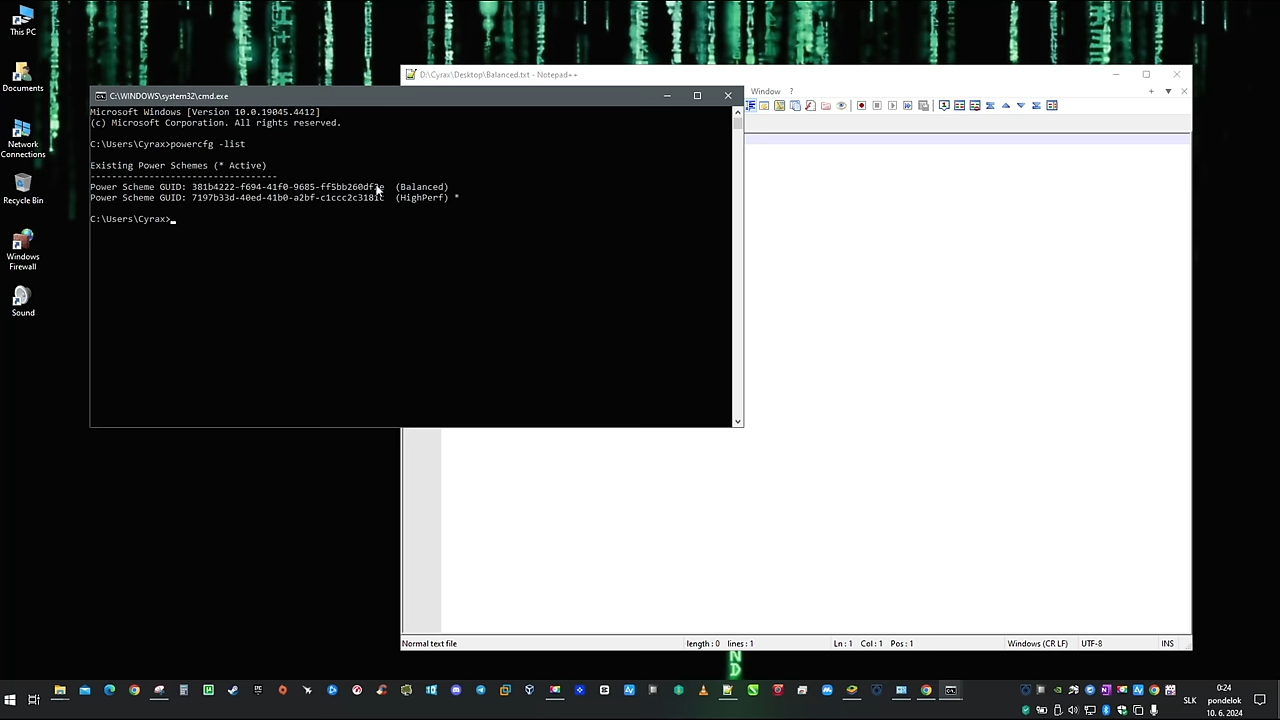 This PC
Documents
Network
Connections
Recycle Bin
Windows
Firewall
Sound
D:\Cyrax\Desktop\Balanced.txt - Notepad++
Window ?
C:\WINDOWS\system32\cmd.exe
Microsoft Windows [Version 10.0.19045.4412]
(c) Microsoft Corporation. All rights reserved.
C:\Users\Cyrax>powercfg -list
Existing Power Schemes (* Active)
-----------------------------------
Power Scheme GUID: 381b4222-f694-41f0-9685-ff5bb260df2e (Balanced)
Power Scheme GUID: 7197b33d-40ed-41b0-a2bf-c1ccc2c3181c (HighPerf) *
C:\Users\Cyrax>
Normal text file
length : 0 lines : 1
Ln : 1 Col : 1 Pos : 1
Windows (CR LF)
UTF-8
INS
SLK
0:24
pondelok
10. 6. 2024